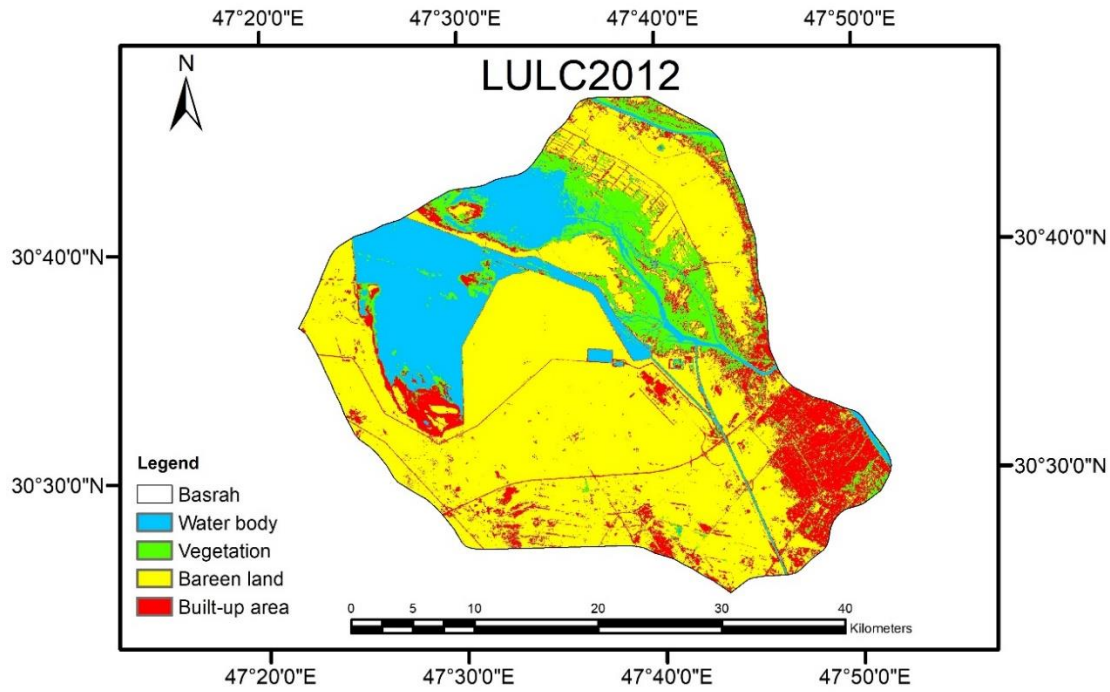 47°20'0"E 47°30'0"E 47°40'0"E 47°50'0"E
N
LULC2012
30°40'0"N 30°40'0"N
30°30'0"N 30°30'0"N
Legend
Basrah
Water body
Vegetation
Bareen land
Built-up area
0 5 10 20 30 40
Kilometers
47°20'0"E 47°30'0"E 47°40'0"E 47°50'0"E